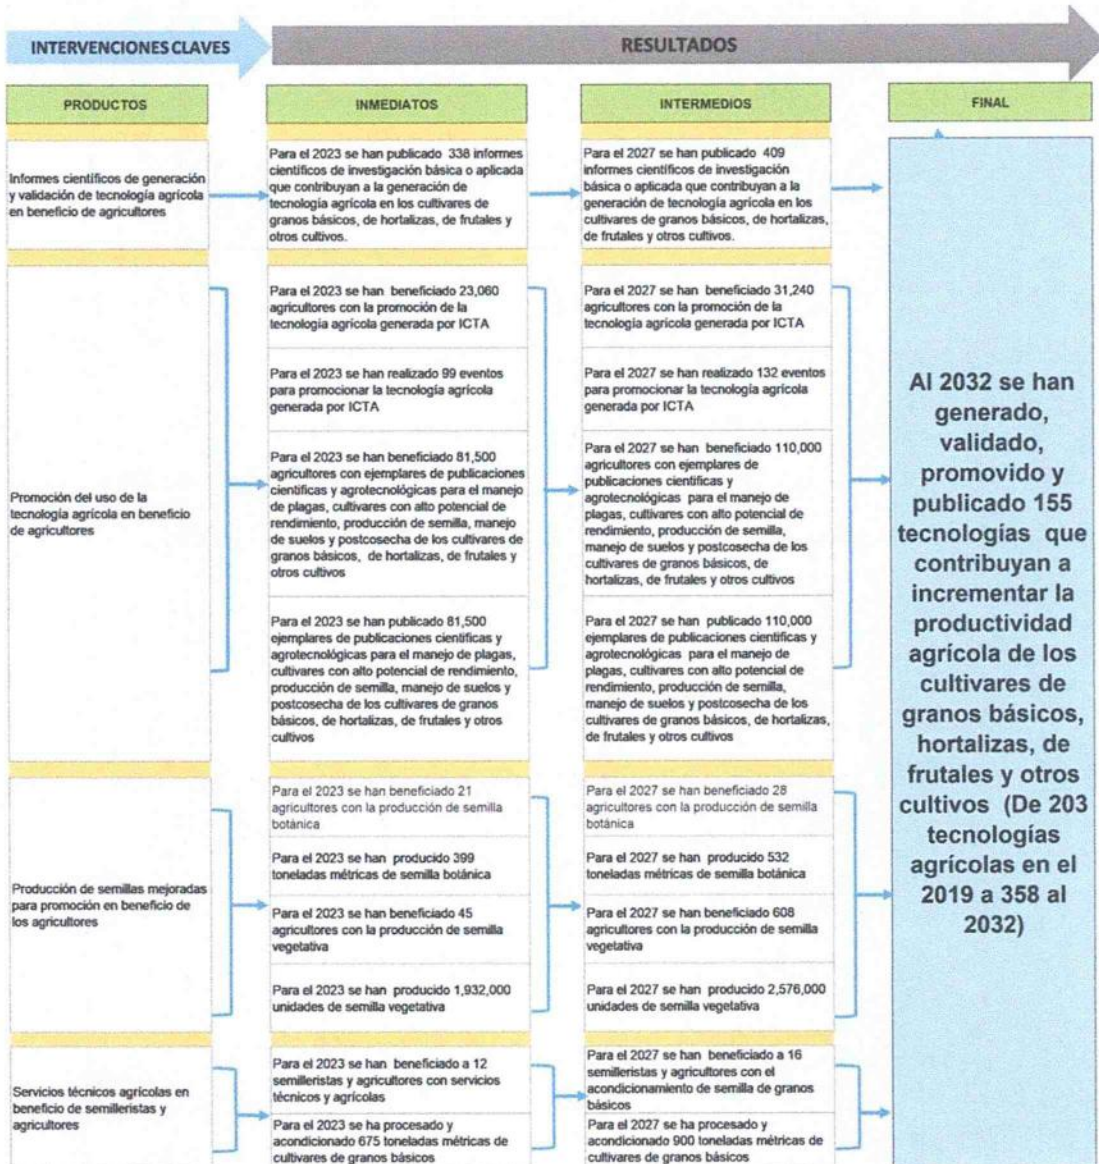 INTERVENCIONES CLAVES
RESULTADOS
PRODUCTOS
INMEDIATOS
INTERMEDIOS
FINAL
Informes científicos de generación
y validación de tecnología agrícola
en beneficio de agricultores
Para el 2023 se han publicado 338 informes
científicos de investigación básica o aplicada
que contribuyan a la generación de
tecnología agrícola en los cultivares de
granos básicos, de hortalizas, de frutales y
otros cultivos.
Para el 2027 se han publicado 409
informes científicos de investigación
básica o aplicada que contribuyan a la
generación de tecnología agrícola en los
cultivares de granos básicos, de hortalizas,
de frutales y otros cultivos.
Promoción del uso de la
tecnología agrícola en beneficio
de agricultores
Para el 2023 se han beneficiado 23,060
agricultores con la promoción de la
tecnología agrícola generada por ICTA
Para el 2023 se han realizado 99 eventos
para promocionar la tecnología agrícola
generada por ICTA
Para el 2023 se han beneficiado 81,500
agricultores con ejemplares de publicaciones
científicas y agrotecnológicas para el manejo
de plagas, cultivares con alto potencial de
rendimiento, producción de semilla, manejo
de suelos y postcosecha de los cultivares de
granos básicos, de hortalizas, de frutales y
otros cultivos
Para el 2023 se han publicado 81,500
ejemplares de publicaciones científicas y
agrotecnológicas para el manejo de plagas,
cultivares con alto potencial de rendimiento,
producción de semilla, manejo de suelos y
postcosecha de los cultivares de granos
básicos, de hortalizas, de frutales y otros
cultivos
Para el 2027 se han beneficiado 31,240
agricultores con la promoción de la
tecnología agrícola generada por ICTA
Para el 2027 se han realizado 132 eventos
para promocionar la tecnología agrícola
generada por ICTA
Para el 2027 se han beneficiado 110,000
agricultores con ejemplares de
publicaciones científicas y
agrotecnológicas para el manejo de
plagas, cultivares con alto potencial de
rendimiento, producción de semilla,
manejo de suelos y postcosecha de los
cultivares de granos básicos, de
hortalizas, de frutales y otros cultivos
Para el 2027 se han publicado 110,000
ejemplares de publicaciones científicas y
agrotecnológicas para el manejo de
plagas, cultivares con alto potencial de
rendimiento, producción de semilla,
manejo de suelos y postcosecha de los
cultivares de granos básicos, de hortalizas,
de frutales y otros cultivos
Producción de semillas mejoradas
para promoción en beneficio de
los agricultores
Para el 2023 se han beneficiado 21
agricultores con la producción de semilla
botánica
Para el 2023 se han producido 399
toneladas métricas de semilla botánica
Para el 2023 se han beneficiado 45
agricultores con la producción de semilla
vegetativa
Para el 2023 se han producido 1,932,000
unidades de semilla vegetativa
Para el 2027 se han beneficiado 28
agricultores con la producción de semilla
botánica
Para el 2027 se han producido 532
toneladas métricas de semilla botánica
Para el 2027 se han beneficiado 608
agricultores con la producción de semilla
vegetativa
Para el 2027 se han producido 2,576,000
unidades de semilla vegetativa
Servicios técnicos agrícolas en
beneficio de semilleristas y
agricultores
Para el 2023 se han beneficiado a 12
semilleristas y agricultores con servicios
técnicos y agrícolas
Para el 2023 se ha procesado y
acondicionado 675 toneladas métricas de
cultivares de granos básicos
Para el 2027 se han beneficiado a 16
semilleristas y agricultores con el
acondicionamiento de semilla de granos
básicos
Para el 2027 se ha procesado y
acondicionado 900 toneladas métricas de
cultivares de granos básicos
Al 2032 se han
generado,
validado,
promovido y
publicado 155
tecnologías que
contribuyan a
incrementar la
productividad
agrícola de los
cultivares de
granos básicos,
hortalizas, de
frutales y otros
cultivos (De 203
tecnologías
agrícolas en el
2019 a 358 al
2032)